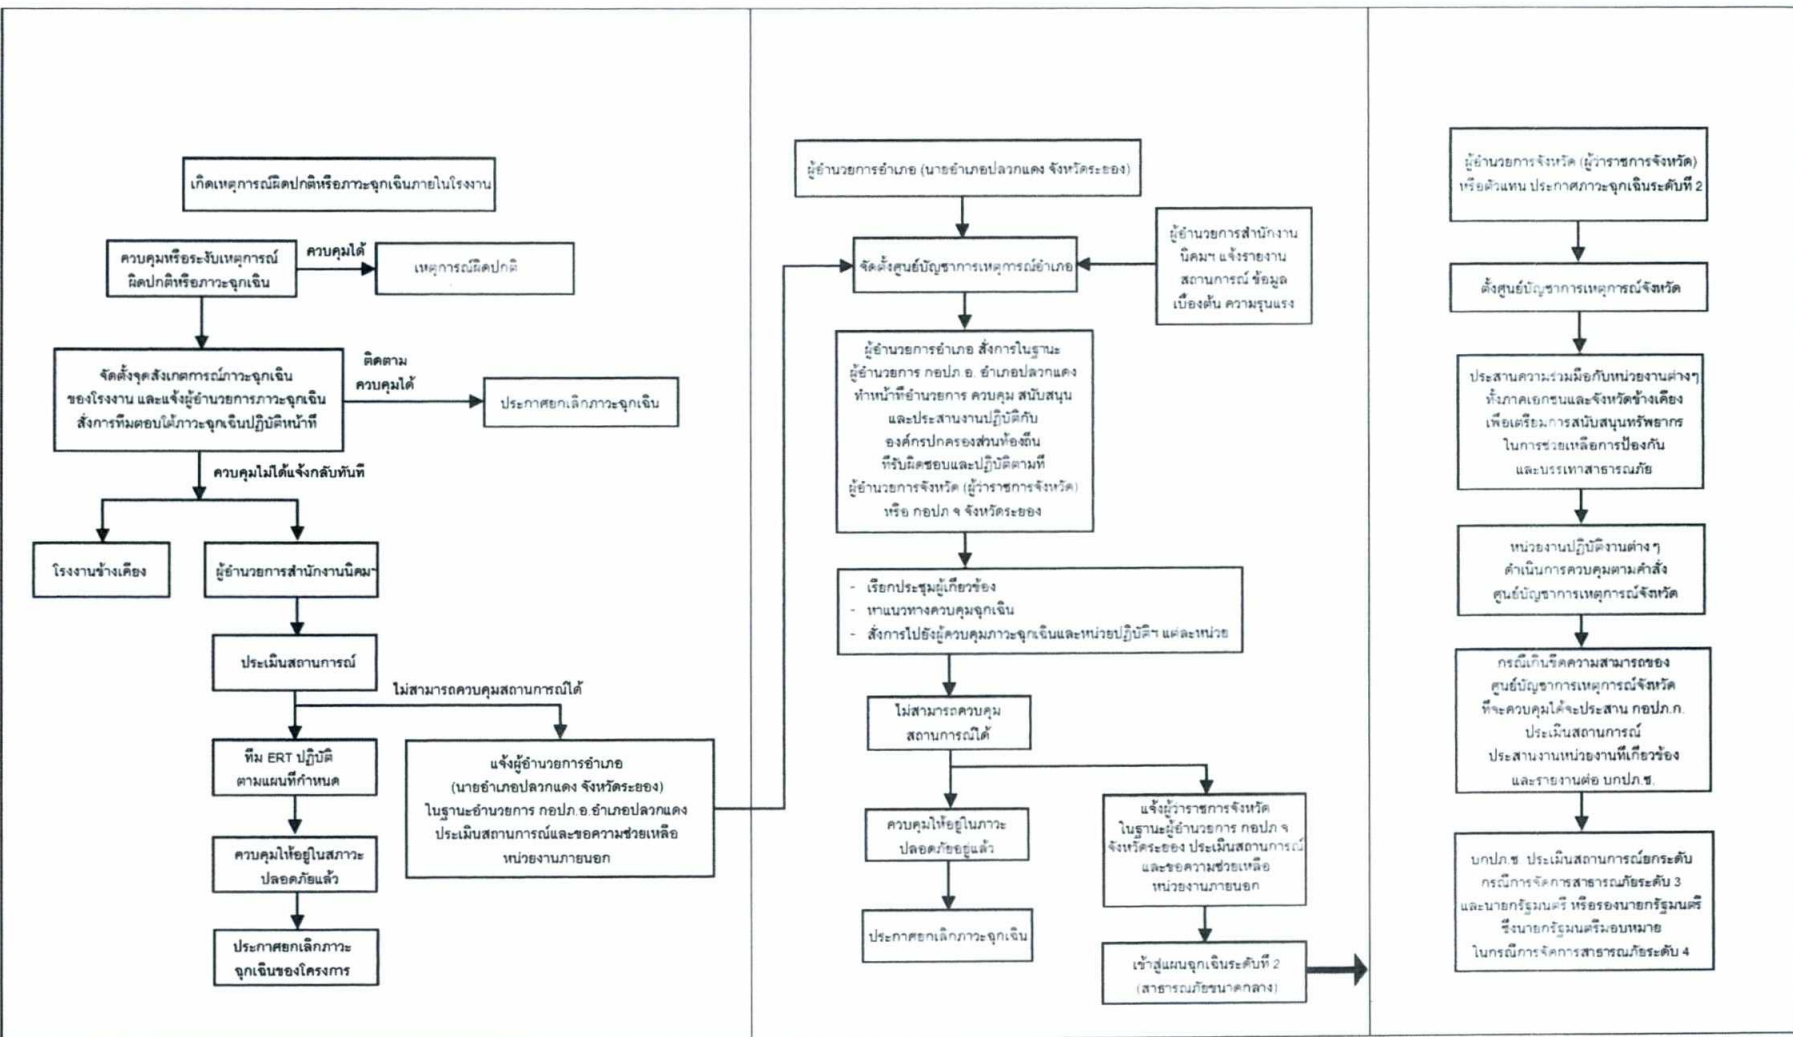 เกิดเหตุการณ์ผิดปกติหรือภาวะฉุกเฉินภายในโรงงาน
ควบคุมหรือระงับเหตุการณ์
ผิดปกติหรือภาวะฉุกเฉิน
ควบคุมได้
เหตุการณ์ผิดปกติ
จัดตั้งจุดสังเกตการณ์ภาวะฉุกเฉิน
ของโรงงาน และแจ้งผู้อำนวยการภาวะฉุกเฉิน
สั่งการทีมตอบโต้ภาวะฉุกเฉินปฏิบัติหน้าที่
ติดตาม
ควบคุมได้
ประกาศยกเลิกภาวะฉุกเฉิน
ควบคุมไม่ได้แจ้งกลับทันที
โรงงานข้างเคียง
ผู้อำนวยการสำนักงานนิคมฯ
ประเมินสถานการณ์
ไม่สามารถควบคุมสถานการณ์ได้
ทีม ERT ปฏิบัติ
ตามแผนที่กำหนด
ควบคุมให้อยู่ในสภาวะ
ปลอดภัยแล้ว
ประกาศยกเลิกภาวะ
ฉุกเฉินของโครงการ
แจ้งผู้อำนวยการอำเภอ
(นายอำเภอปลวกแดง จังหวัดระยอง)
ในฐานะอำนวยการ กอปภ.อ.อำเภอปลวกแดง
ประเมินสถานการณ์และขอความช่วยเหลือ
หน่วยงานภายนอก
ผู้อำนวยการอำเภอ (นายอำเภอปลวกแดง จังหวัดระยอง)
จัดตั้งศูนย์บัญชาการเหตุการณ์อำเภอ
ผู้อำนวยการสำนักงาน
นิคมฯ แจ้งรายงาน
สถานการณ์ ข้อมูล
เบื้องต้น ความรุนแรง
ผู้อำนวยการอำเภอ สั่งการในฐานะ
ผู้อำนวยการ กอปภ.อ. อำเภอปลวกแดง
ทำหน้าที่อำนวยการ ควบคุม สนับสนุน
และประสานงานปฏิบัติกับ
องค์กรปกครองส่วนท้องถิ่น
ที่รับผิดชอบและปฏิบัติตามที่
ผู้อำนวยการจังหวัด (ผู้ว่าราชการจังหวัด)
หรือ กอปภ จ จังหวัดระยอง
- เรียกประชุมผู้เกี่ยวข้อง
- หาแนวทางควบคุมฉุกเฉิน
- สั่งการไปยังผู้ควบคุมภาวะฉุกเฉินและหน่วยปฏิบัติฯ แต่ละหน่วย
ไม่สามารถควบคุม
สถานการณ์ได้
ควบคุมให้อยู่ในภาวะ
ปลอดภัยอยู่แล้ว
ประกาศยกเลิกภาวะฉุกเฉิน
แจ้งผู้ว่าราชการจังหวัด
ในฐานะผู้อำนวยการ กอปภ จ
จังหวัดระยอง ประเมินสถานการณ์
และขอความช่วยเหลือ
หน่วยงานภายนอก
เข้าสู่แผนฉุกเฉินระดับที่ 2
(สาธารณภัยขนาดกลาง)
ผู้อำนวยการจังหวัด (ผู้ว่าราชการจังหวัด)
หรือตัวแทน ประกาศภาวะฉุกเฉินระดับที่ 2
ตั้งศูนย์บัญชาการเหตุการณ์จังหวัด
ประสานความร่วมมือกับหน่วยงานต่างๆ
ทั้งภาคเอกชนและจังหวัดข้างเคียง
เพื่อเตรียมการสนับสนุนทรัพยากร
ในการช่วยเหลือการป้องกัน
และบรรเทาสาธารณภัย
หน่วยงานปฏิบัติงานต่าง ๆ
ดำเนินการควบคุมตามคำสั่ง
ศูนย์บัญชาการเหตุการณ์จังหวัด
กรณีเกินขีดความสามารถของ
ศูนย์บัญชาการเหตุการณ์จังหวัด
ที่จะควบคุมได้จะประสาน กอปภ.ก.
ประเมินสถานการณ์
ประสานงานหน่วยงานที่เกี่ยวข้อง
และรายงานต่อ บกปภ.ช.
บกปภ.ช. ประเมินสถานการณ์ยกระดับ
กรณีการจัดการสาธารณภัยระดับ 3
และนายกรัฐมนตรี หรือรองนายกรัฐมนตรี
ซึ่งนายกรัฐมนตรีมอบหมาย
ในกรณีการจัดการสาธารณภัยระดับ 4